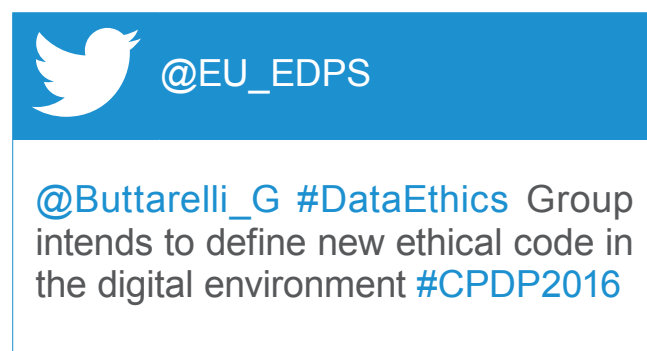 @EU_EDPS
@Buttarelli_G #DataEthics Group
intends to define new ethical code in
the digital environment #CPDP2016